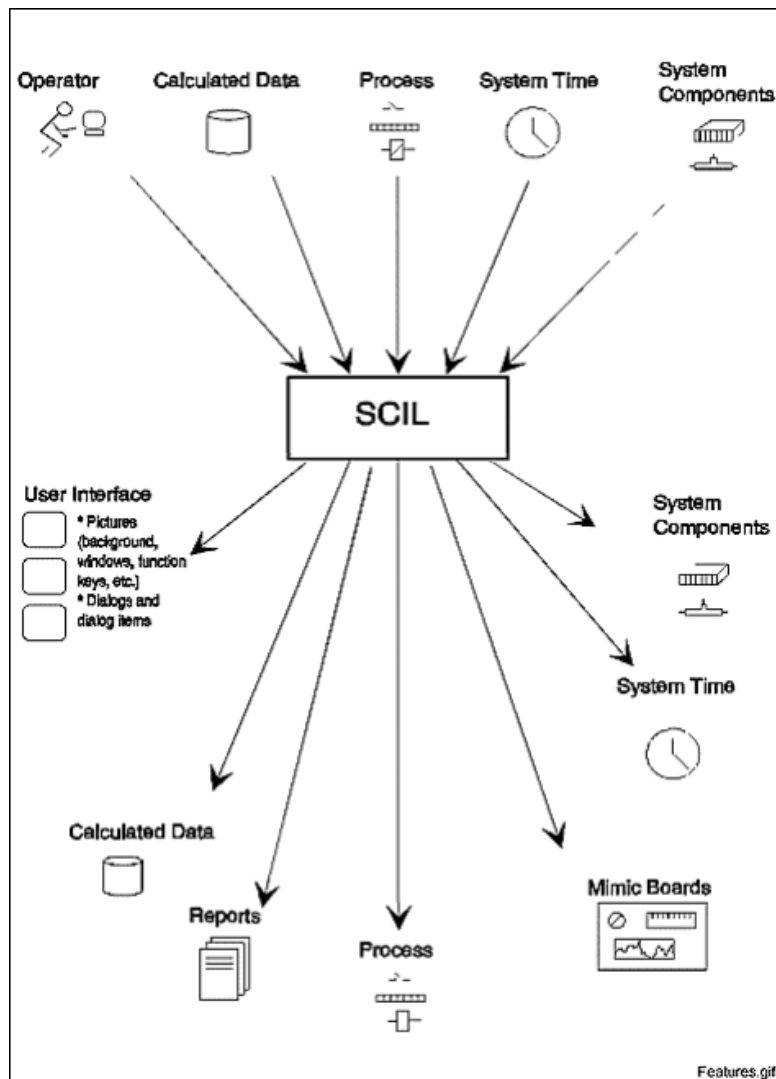 Operator
Calculated Data
Process
System Time
System
Components
SCIL
User Interface
* Pictures
(background,
windows, function
keys, etc.)
* Dialogs and
dialog items
System
Components
System Time
Calculated Data
Reports
Process
Mimic Boards
Features.gif